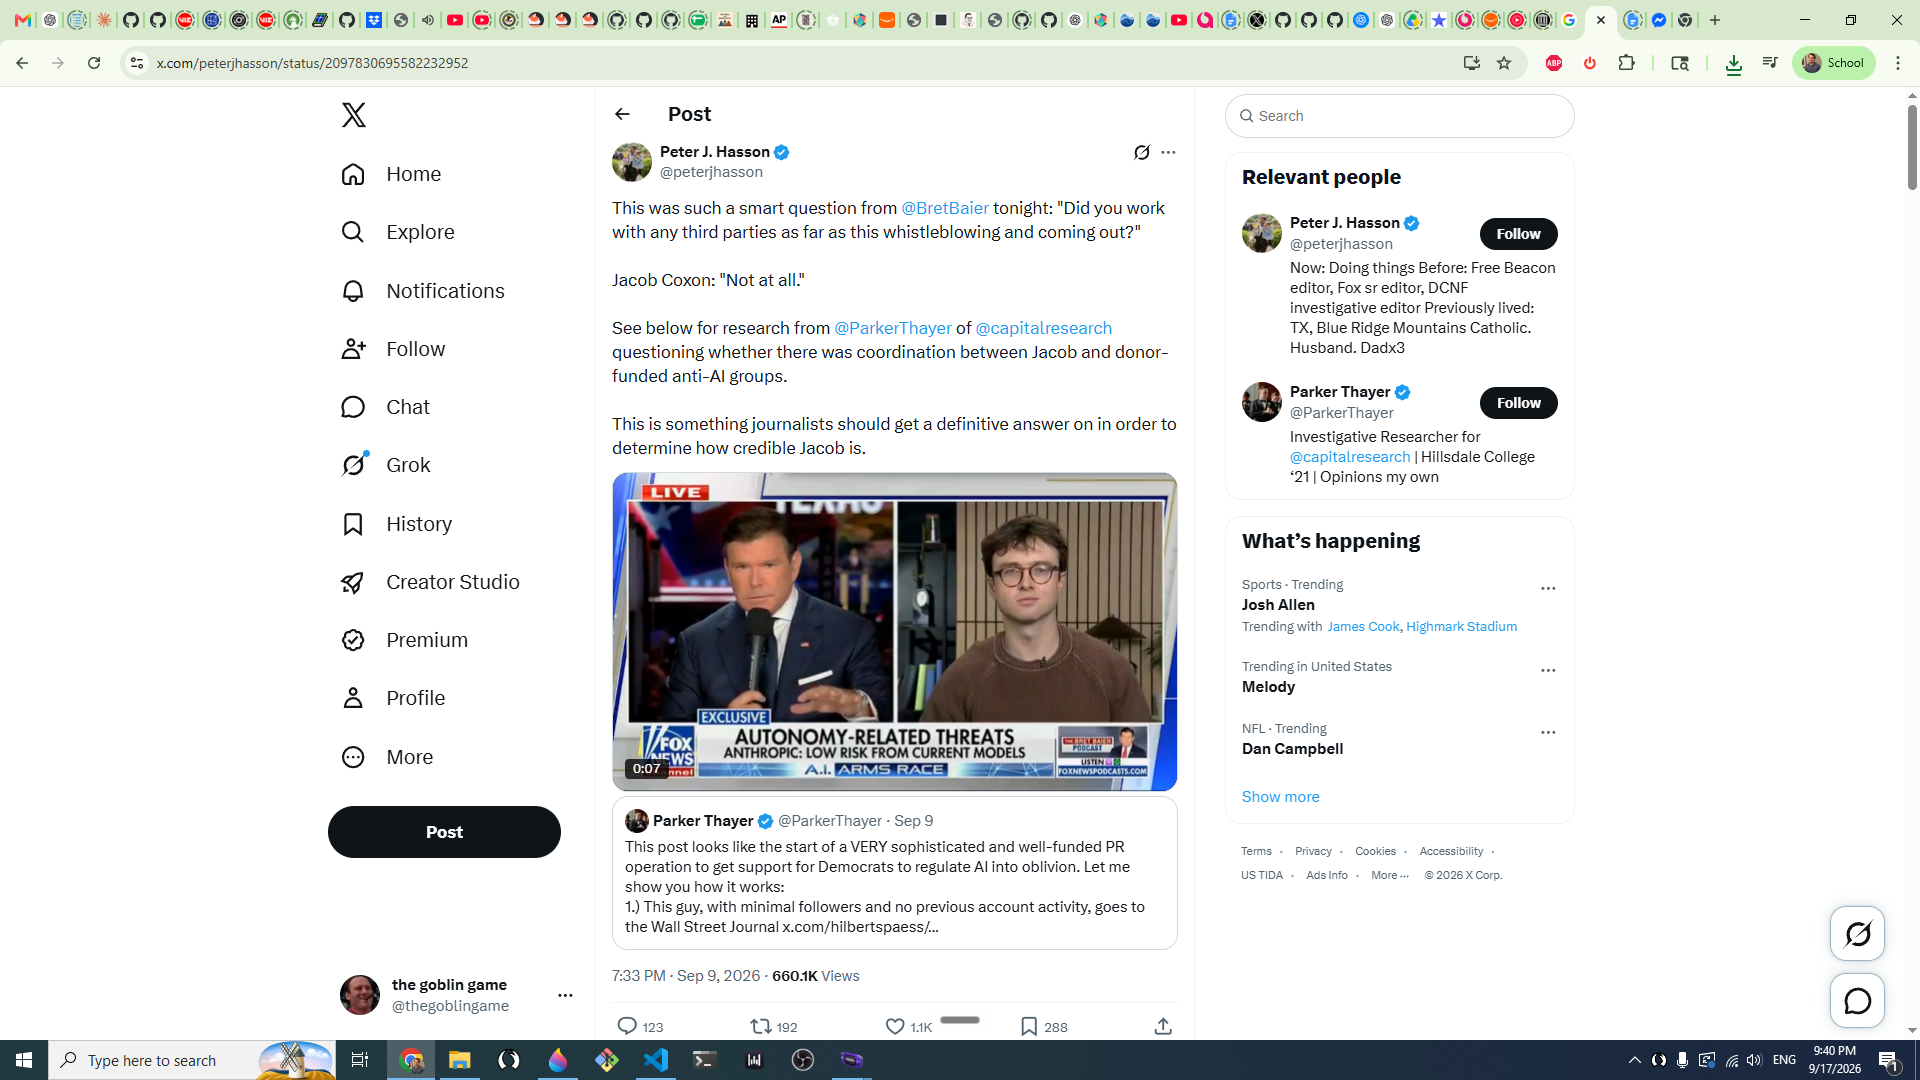 x.com/peterjhasson/status/2097830695582232952
School
Post
Search
Home
Explore
Notifications
Follow
Chat
Grok
History
Creator Studio
Premium
Profile
More
Post
the goblin game
@thegoblingame
Peter J. Hasson
@peterjhasson
This was such a smart question from @BretBaier tonight: "Did you work
with any third parties as far as this whistleblowing and coming out?"
Jacob Coxon: "Not at all."
See below for research from @ParkerThayer of @capitalresearch
questioning whether there was coordination between Jacob and donor-
funded anti-AI groups.
This is something journalists should get a definitive answer on in order to
determine how credible Jacob is.
LIVE
TEXAS
EXCLUSIVE
FOX
NEWS
AUTONOMY-RELATED THREATS
ANTHROPIC: LOW RISK FROM CURRENT MODELS
A.I. ARMS RACE
THE BRET BAIER
PODCAST
LISTEN
FOXNEWSPODCASTS.COM
0:07
Parker Thayer @ParkerThayer · Sep 9
This post looks like the start of a VERY sophisticated and well-funded PR
operation to get support for Democrats to regulate AI into oblivion. Let me
show you how it works:
1.) This guy, with minimal followers and no previous account activity, goes to
the Wall Street Journal x.com/hilbertspaess/...
7:33 PM · Sep 9, 2026 · 660.1K Views
123
192
1.1K
288
Relevant people
Peter J. Hasson
@peterjhasson
Follow
Now: Doing things Before: Free Beacon
editor, Fox sr editor, DCNF
investigative editor Previously lived:
TX, Blue Ridge Mountains Catholic.
Husband. Dadx3
Parker Thayer
@ParkerThayer
Follow
Investigative Researcher for
@capitalresearch | Hillsdale College
‘21 | Opinions my own
What’s happening
Sports · Trending
Josh Allen
Trending with James Cook, Highmark Stadium
Trending in United States
Melody
NFL · Trending
Dan Campbell
Show more
Terms · Privacy · Cookies · Accessibility ·
US TIDA · Ads Info · More ··· © 2026 X Corp.
Type here to search
ENG
9:40 PM
9/17/2026
1